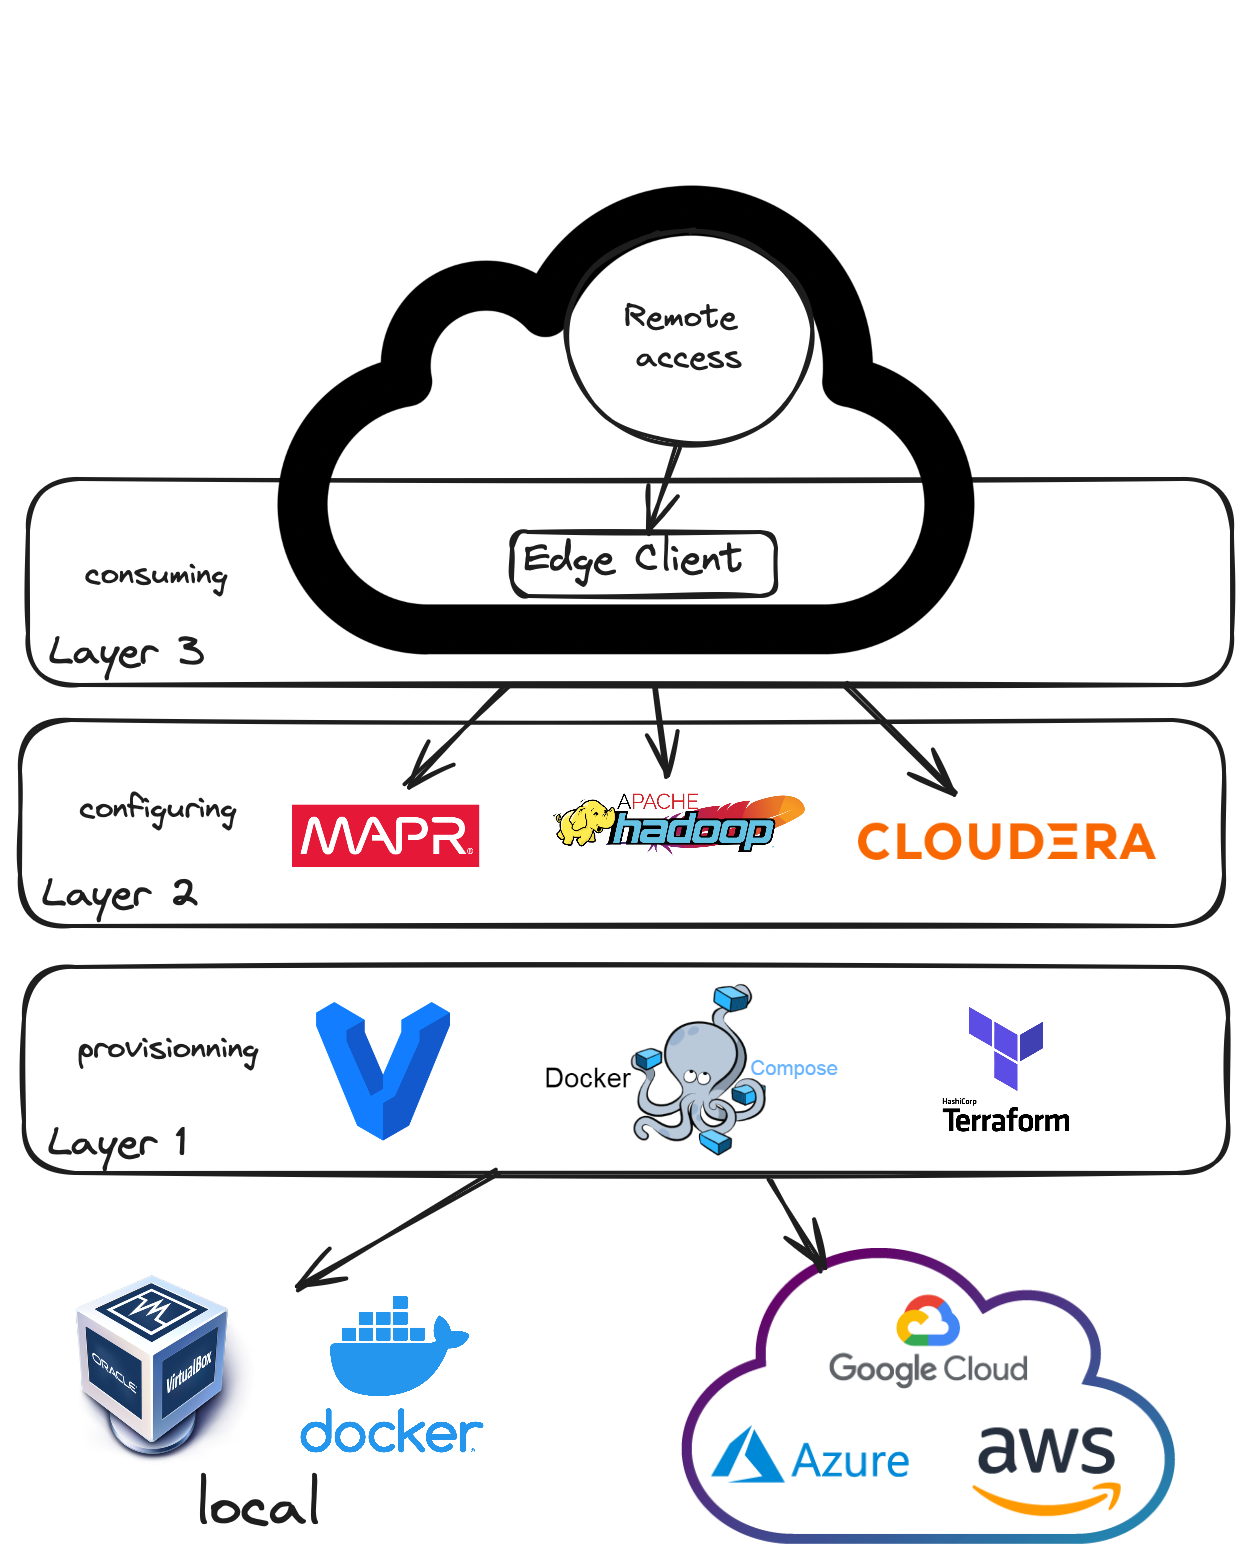 Remote
access
Edge Client
consuming
Layer 3
configuring
MAPR®
APACHE
hadoop
CLOUDERA
Layer 2
provisionning
Docker
Compose
HashiCorp
Terraform
Layer 1
ORACLE
VirtualBox
docker
local
Google Cloud
Azure
aws